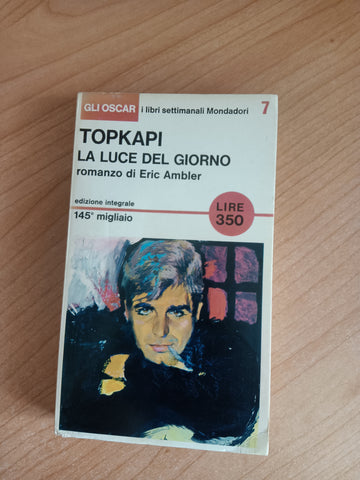 GLI OSCAR i libri settimanali Mondadori 7
TOPKAPI
LA LUCE DEL GIORNO
romanzo di Eric Ambler
edizione integrale
145° migliaio
LIRE
350